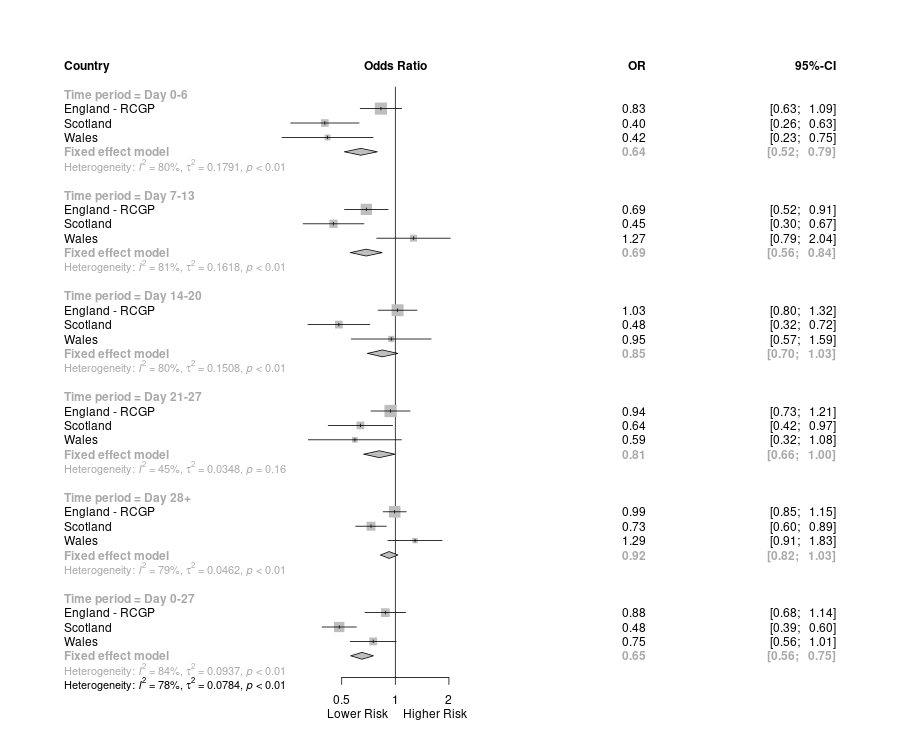 Country Odds Ratio OR 95%-CI
Time period = Day 0-6
England - RCGP 0.83 [0.63; 1.09]
Scotland 0.40 [0.26; 0.63]
Wales 0.42 [0.23; 0.75]
Fixed effect model 0.64 [0.52; 0.79]
Heterogeneity: I² = 80%, τ² = 0.1791, p < 0.01
Time period = Day 7-13
England - RCGP 0.69 [0.52; 0.91]
Scotland 0.45 [0.30; 0.67]
Wales 1.27 [0.79; 2.04]
Fixed effect model 0.69 [0.56; 0.84]
Heterogeneity: I² = 81%, τ² = 0.1618, p < 0.01
Time period = Day 14-20
England - RCGP 1.03 [0.80; 1.32]
Scotland 0.48 [0.32; 0.72]
Wales 0.95 [0.57; 1.59]
Fixed effect model 0.85 [0.70; 1.03]
Heterogeneity: I² = 80%, τ² = 0.1508, p < 0.01
Time period = Day 21-27
England - RCGP 0.94 [0.73; 1.21]
Scotland 0.64 [0.42; 0.97]
Wales 0.59 [0.32; 1.08]
Fixed effect model 0.81 [0.66; 1.00]
Heterogeneity: I² = 45%, τ² = 0.0348, p = 0.16
Time period = Day 28+
England - RCGP 0.99 [0.85; 1.15]
Scotland 0.73 [0.60; 0.89]
Wales 1.29 [0.91; 1.83]
Fixed effect model 0.92 [0.82; 1.03]
Heterogeneity: I² = 79%, τ² = 0.0462, p < 0.01
Time period = Day 0-27
England - RCGP 0.88 [0.68; 1.14]
Scotland 0.48 [0.39; 0.60]
Wales 0.75 [0.56; 1.01]
Fixed effect model 0.65 [0.56; 0.75]
Heterogeneity: I² = 84%, τ² = 0.0937, p < 0.01
Heterogeneity: I² = 78%, τ² = 0.0784, p < 0.01
0.5 1 2
Lower Risk Higher Risk